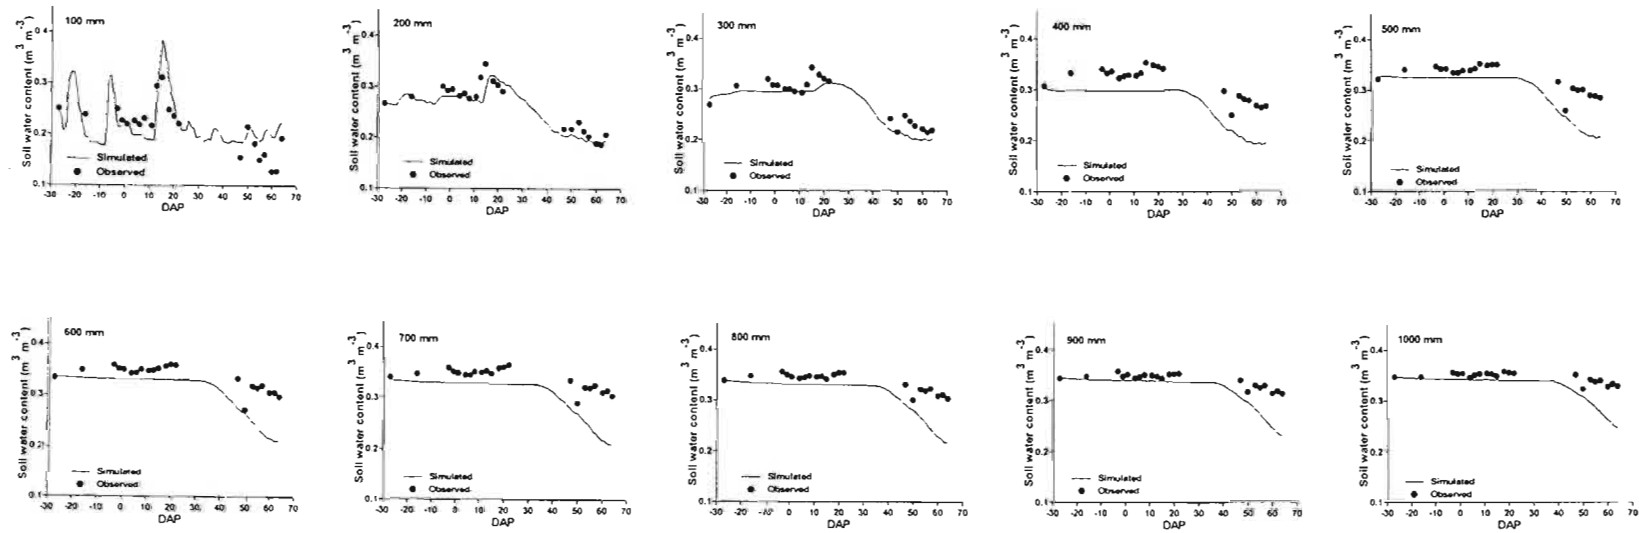 100 mm
Soil water content (m3 m-3)
0.4
0.3
0.2
0.1
Simulated
Observed
-30 -20 -10 0 10 20 30 40 50 60 70
DAP
200 mm
Soil water content (m3 m-3)
0.4
0.3
0.2
0.1
Simulated
Observed
-30 -20 -10 0 10 20 30 40 50 60 70
DAP
300 mm
Soil water content (m3 m-3)
0.4
0.3
0.2
0.1
Simulated
Observed
-30 -20 -10 0 10 20 30 40 50 60 70
DAP
400 mm
Soil water content (m3 m-3)
0.4
0.3
0.2
0.1
Simulated
Observed
-30 -20 -10 0 10 20 30 40 50 60 70
DAP
500 mm
Soil water content (m3 m-3)
0.4
0.3
0.2
0.1
Simulated
Observed
-30 -20 -10 0 10 20 30 40 50 60 70
DAP
600 mm
Soil water content (m3 m-3)
0.4
0.3
0.2
0.1
Simulated
Observed
-30 -20 -10 0 10 20 30 40 50 60 70
DAP
700 mm
Soil water content (m3 m-3)
0.4
0.3
0.2
0.1
Simulated
Observed
-30 -20 -10 0 10 20 30 40 50 60 70
DAP
800 mm
Soil water content (m3 m-3)
0.4
0.3
0.2
0.1
Simulated
Observed
-30 -20 -10 0 10 20 30 40 50 60 70
DAP
900 mm
Soil water content (m3 m-3)
0.4
0.3
0.2
0.1
Simulated
Observed
-30 -20 -10 0 10 20 30 40 50 60 70
DAP
1000 mm
Soil water content (m3 m-3)
0.4
0.3
0.2
0.1
Simulated
Observed
-30 -20 -10 0 10 20 30 40 50 60 70
DAP